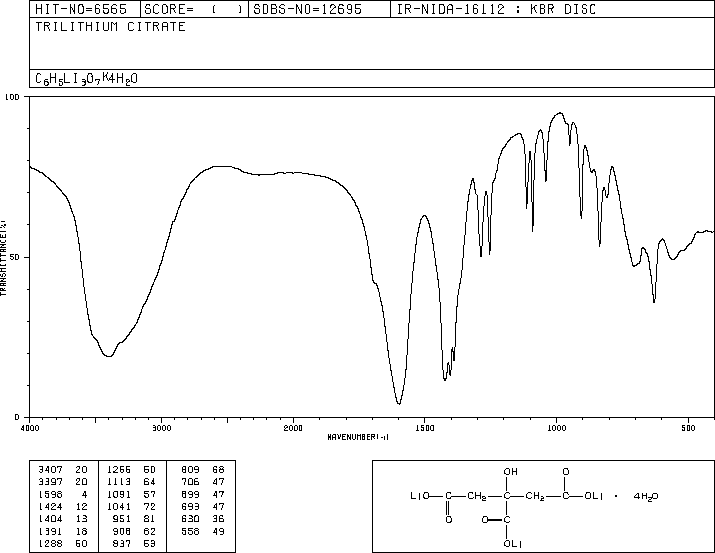 HIT-NO=6565 SCORE= ( ) SDBS-NO=12695 IR-NIDA-16112 : KBR DISC
TRILITHIUM CITRATE
C6H5LI3O7*4H2O
100
50
0
TRANSMITTANCE(%)
4000 3000 2000 1500 1000 500
WAVENUMBER(-1)
3407 20 1256 50 809 68
3397 20 1113 64 706 47
1598 4 1091 57 699 47
1424 12 1041 72 693 47
1404 13 951 81 630 36
1391 18 908 62 558 49
1288 50 837 53
OH O
LiO—C—CH2—C—CH2—C—OLi · 4H2O
O O—C
OLi